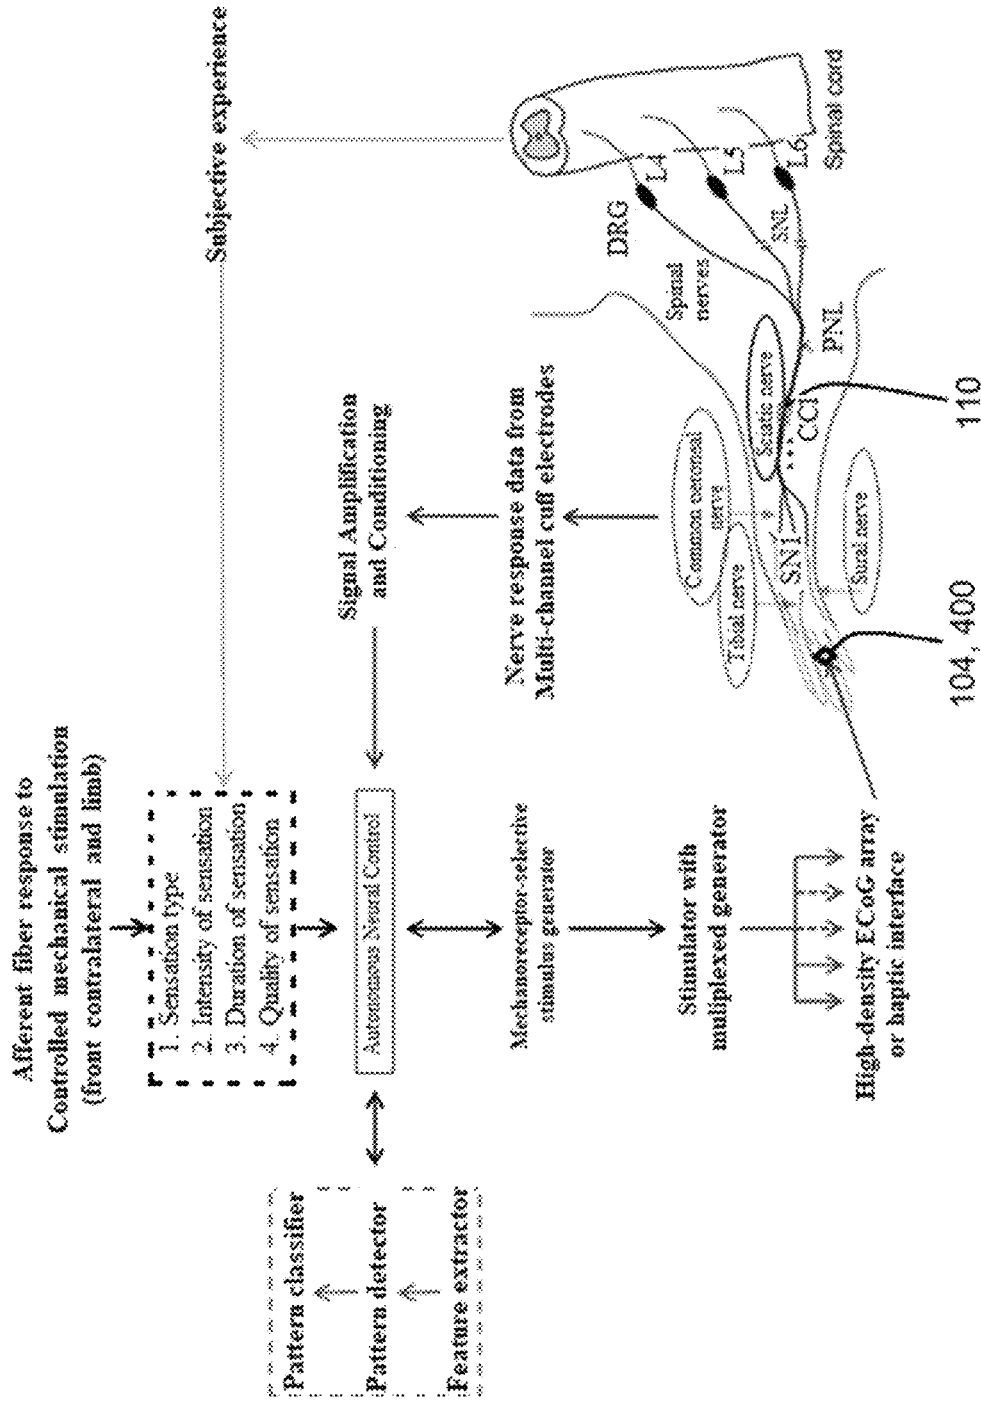 Afferent fiber response to
Controlled mechanical stimulation
(front contralateral and limb)
1. Sensation type
2. Intensity of sensation
3. Duration of sensation
4. Quality of sensation
Subjective experience
Pattern classifier
Pattern detector
Feature extractor
Autonomous Neural Control
Signal Amplification
and Conditioning
Mechanoreceptor-selective
stimulus generator
Nerve response data from
Multi-channel cuff electrodes
Stimulator with
muliplexed generator
High-density ECoG array
or haptic interface
DRG
L4
L5
L6
Spinal cord
Spinal
nerves
SNL
PNL
Sciatic nerve
CCI
Common peroneal
nerve
Tibial nerve
SNI
Sural nerve
104, 400
110